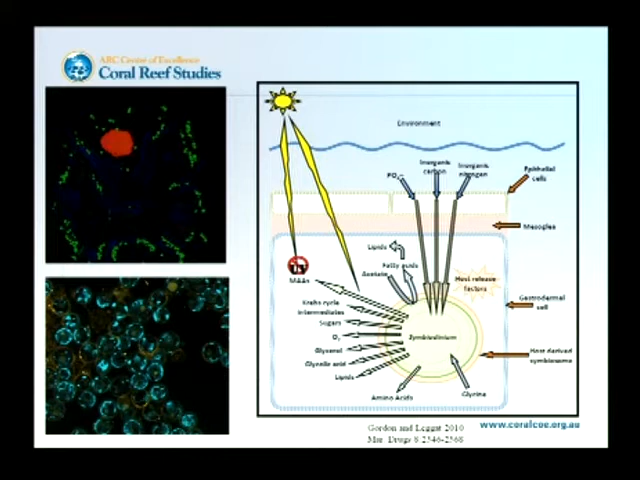 ARC Centre of Excellence
Coral Reef Studies
Environment
PO₄³⁻
Inorganic carbon
Inorganic nitrogen
Epithelial cells
Mesoglea
Lipids
Fatty acids
Acetate
UV
MAAs
Host release factors
Krebs cycle intermediates
Sugars
O₂
Glycerol
Glycolic acid
Lipids
Amino Acids
Symbiodinium
Glycine
Gastrodermal cell
Host derived symbiosome
Gordon and Leggat 2010
Mar. Drugs 8 2546-2568
www.coralcoe.org.au